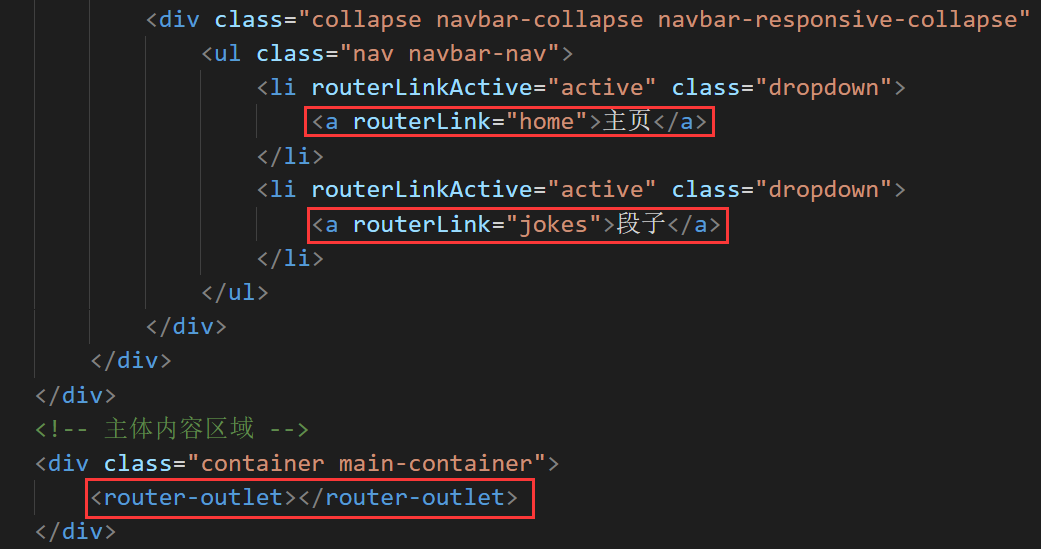 <div class="collapse navbar-collapse navbar-responsive-collapse"
<ul class="nav navbar-nav">
<li routerLinkActive="active" class="dropdown">
<a routerLink="home">主页</a>
</li>
<li routerLinkActive="active" class="dropdown">
<a routerLink="jokes">段子</a>
</li>
</ul>
</div>
</div>
</div>
<!-- 主体内容区域 -->
<div class="container main-container">
<router-outlet></router-outlet>
</div>